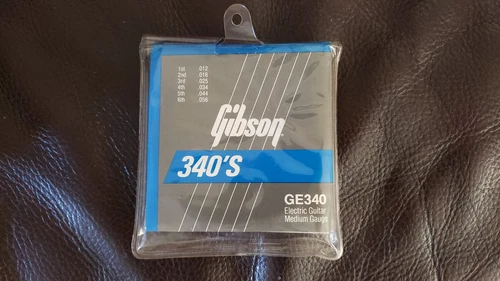 1st .012
2nd .016
3rd .025
4th .034
5th .044
6th .056
Gibson
340'S
GE340
Electric Guitar
Medium Gauge